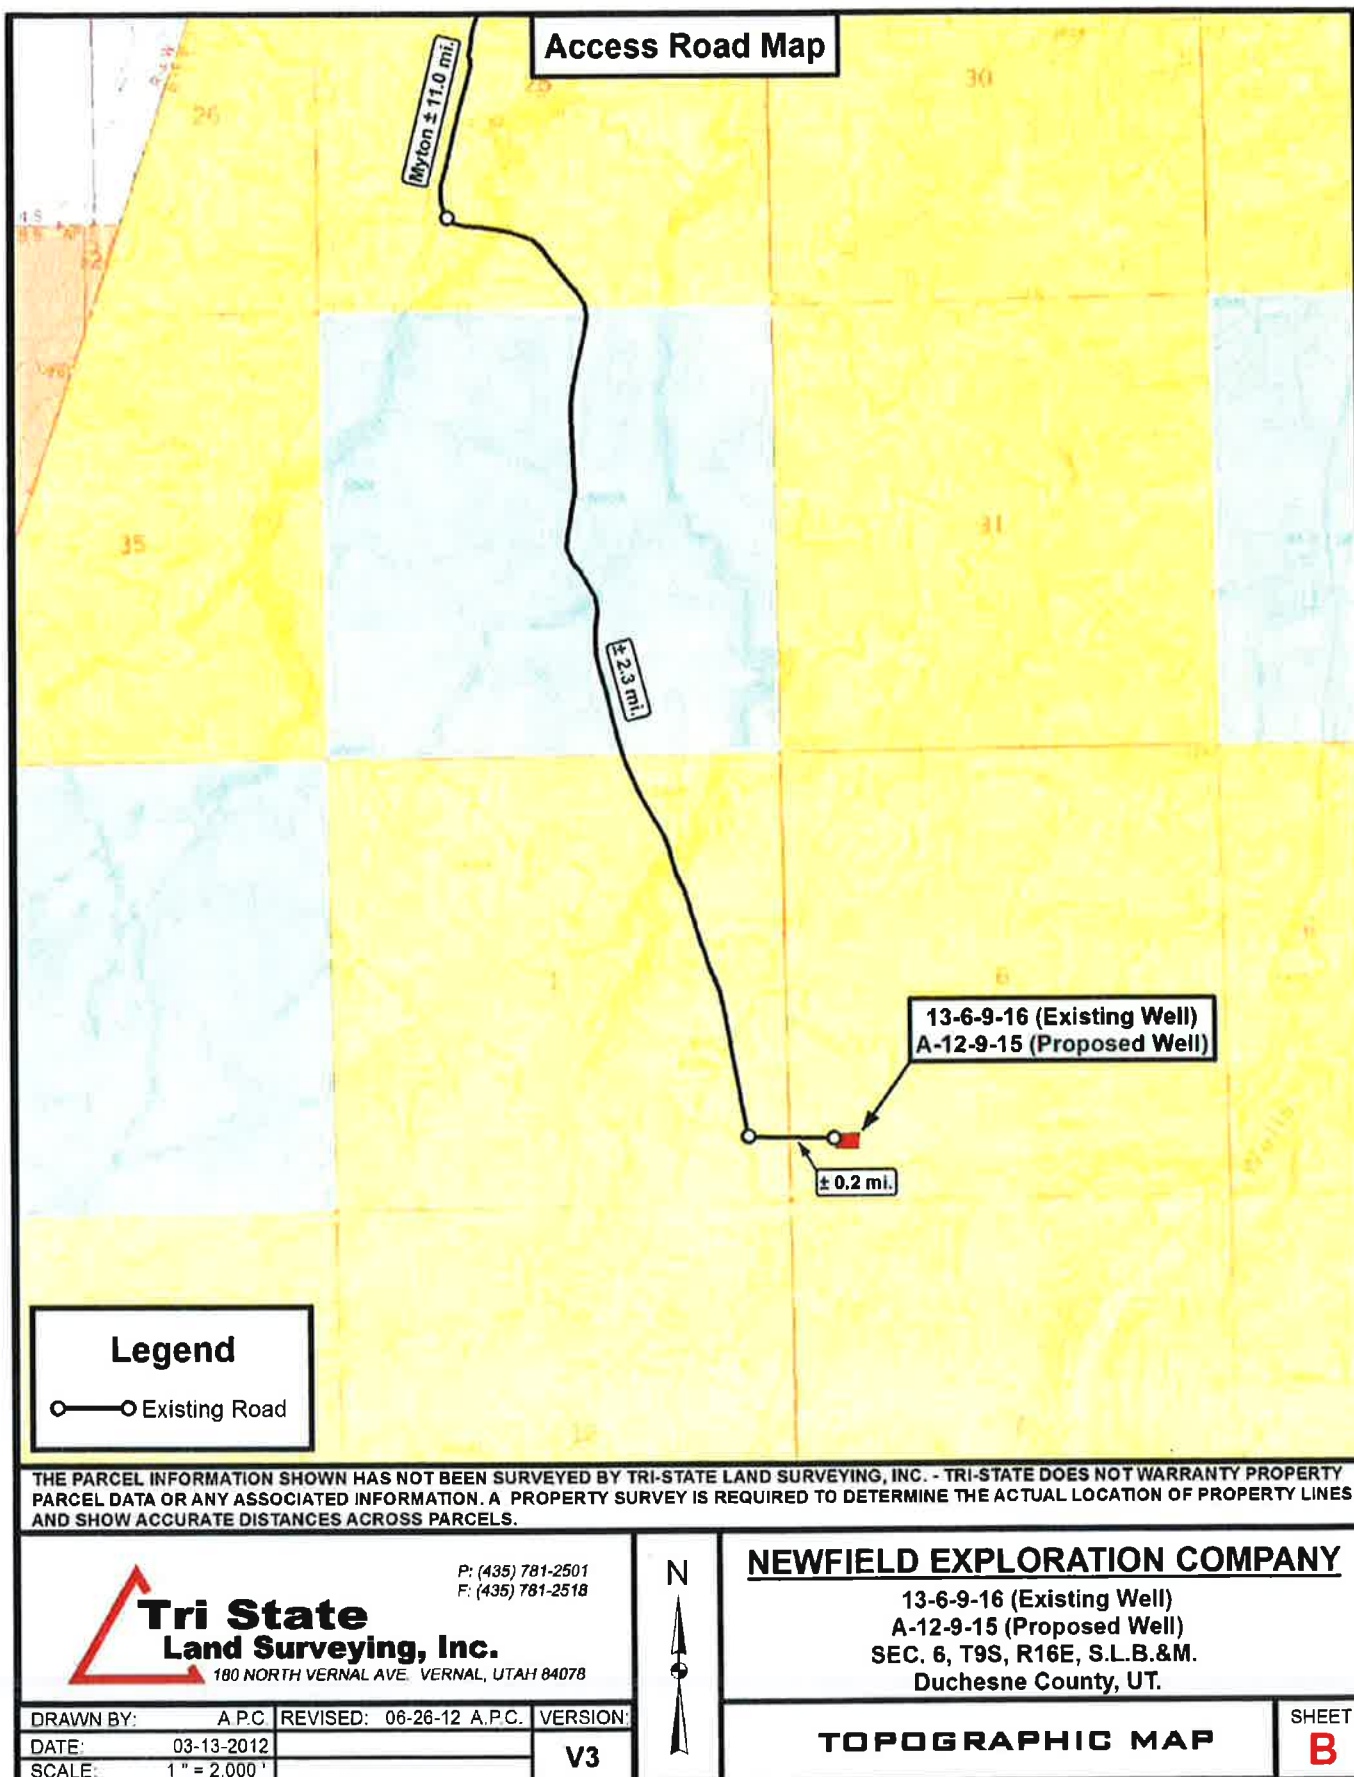 Access Road Map
Myton ± 11.0 mi.
26
30
35
31
± 2.3 mi.
1
6
13-6-9-16 (Existing Well)
A-12-9-15 (Proposed Well)
± 0.2 mi.
Wells
12
Legend
Existing Road
THE PARCEL INFORMATION SHOWN HAS NOT BEEN SURVEYED BY TRI-STATE LAND SURVEYING, INC. - TRI-STATE DOES NOT WARRANTY PROPERTY
PARCEL DATA OR ANY ASSOCIATED INFORMATION. A PROPERTY SURVEY IS REQUIRED TO DETERMINE THE ACTUAL LOCATION OF PROPERTY LINES
AND SHOW ACCURATE DISTANCES ACROSS PARCELS.
P: (435) 781-2501
F: (435) 781-2518
Tri State
Land Surveying, Inc.
180 NORTH VERNAL AVE. VERNAL, UTAH 84078
N
NEWFIELD EXPLORATION COMPANY
13-6-9-16 (Existing Well)
A-12-9-15 (Proposed Well)
SEC. 6, T9S, R16E, S.L.B.&M.
Duchesne County, UT.
DRAWN BY: A.P.C. REVISED: 06-26-12 A.P.C. VERSION:
DATE: 03-13-2012
V3
SCALE: 1 " = 2,000 '
TOPOGRAPHIC MAP
SHEET
B